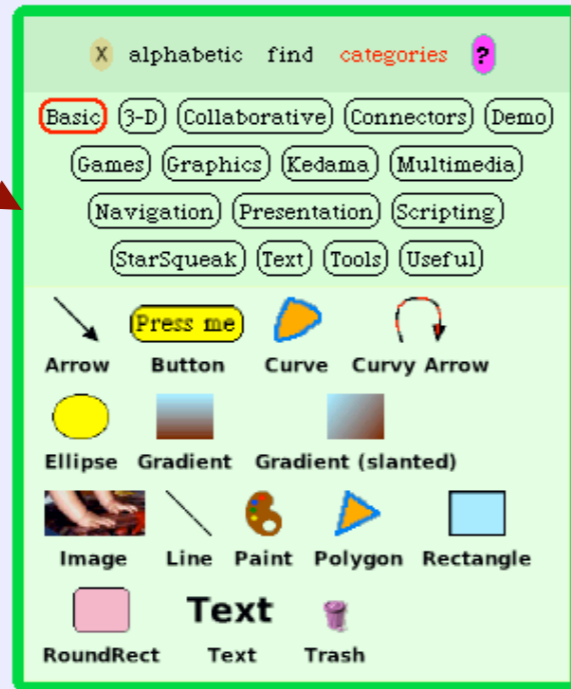 X alphabetic find categories ?
Basic 3-D Collaborative Connectors Demo
Games Graphics Kedama Multimedia
Navigation Presentation Scripting
StarSqueak Text Tools Useful
Press me
Arrow Button Curve Curvy Arrow
Ellipse Gradient Gradient (slanted)
Image Line Paint Polygon Rectangle
Text
RoundRect Text Trash